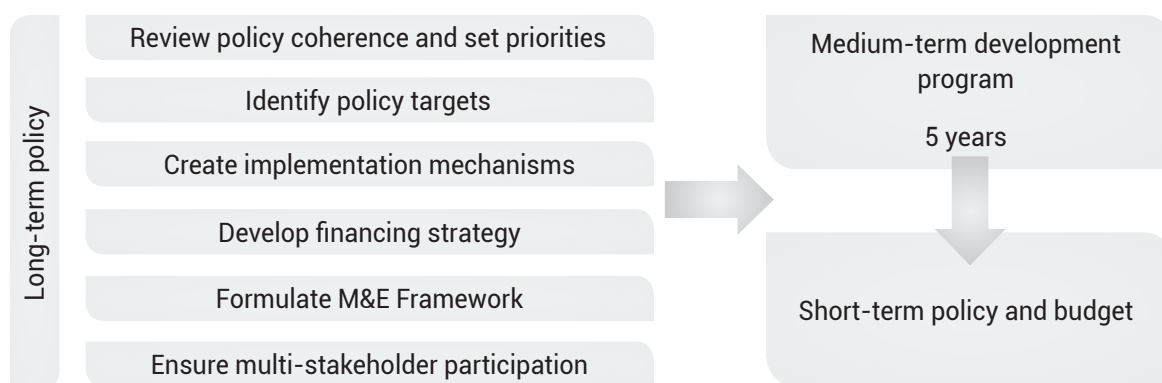 Long-term policy
Review policy coherence and set priorities
Identify policy targets
Create implementation mechanisms
Develop financing strategy
Formulate M&E Framework
Ensure multi-stakeholder participation
Medium-term development
program
5 years
Short-term policy and budget